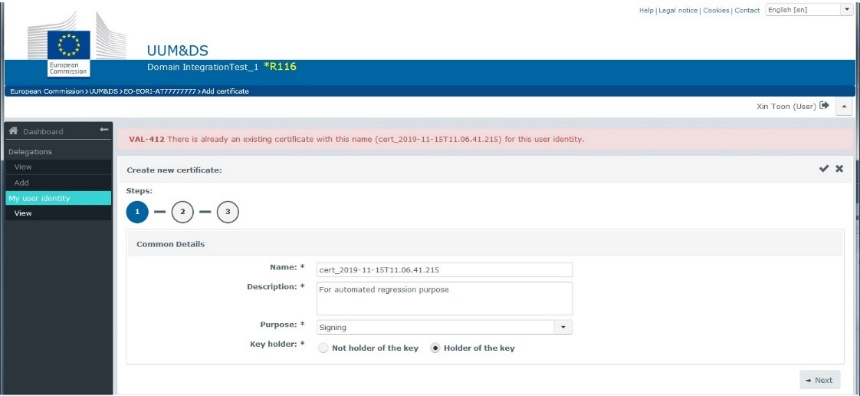 Help | Legal notice | Cookies | Contact English [en]
European
Commission
UUM&DS
Domain IntegrationTest_1 *R116
European Commission > UUM&DS > EO-EORI-AT77777777 > Add certificate
Xin Toon (User)
Dashboard
Delegations
View
Add
My user identity
View
VAL-412 There is already an existing certificate with this name (cert_2019-11-15T11.06.41.215) for this user identity.
Create new certificate:
Steps:
1 2 3
Common Details
Name: * cert_2019-11-15T11.06.41.215
Description: * For automated regression purpose
Purpose: * Signing
Key holder: * Not holder of the key Holder of the key
Next